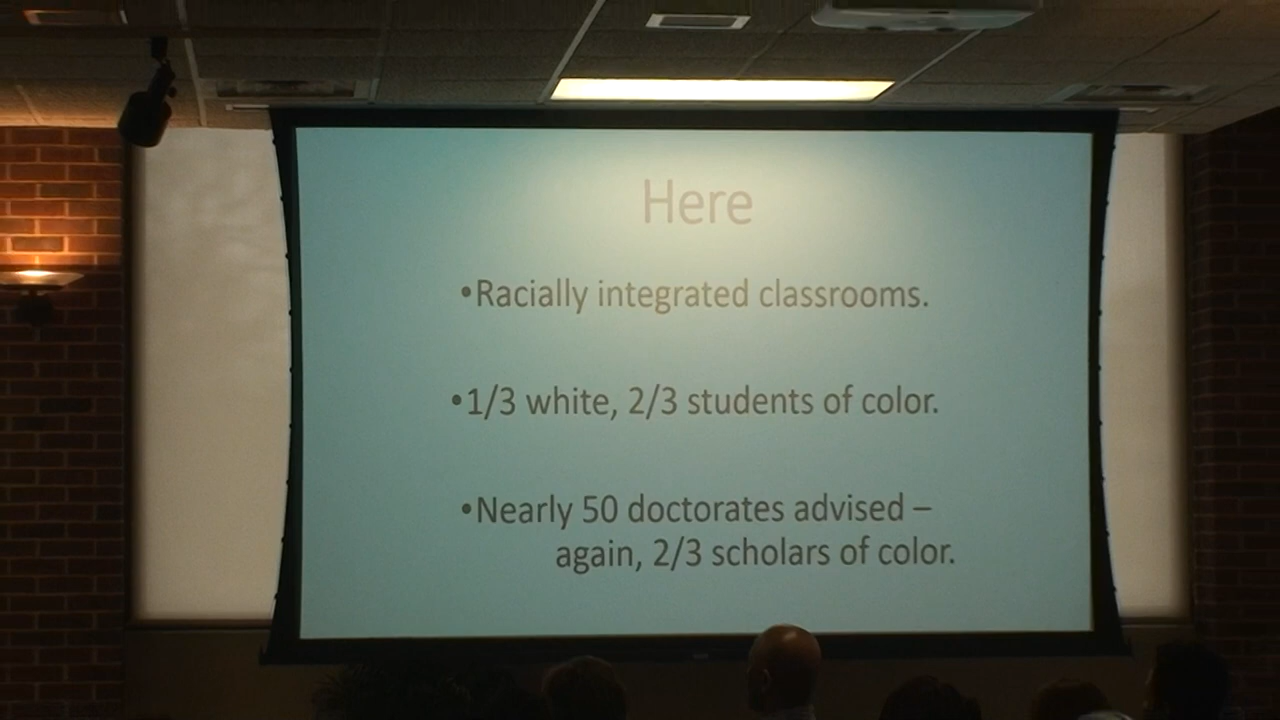 Here
•Racially integrated classrooms.
•1/3 white, 2/3 students of color.
•Nearly 50 doctorates advised –
again, 2/3 scholars of color.